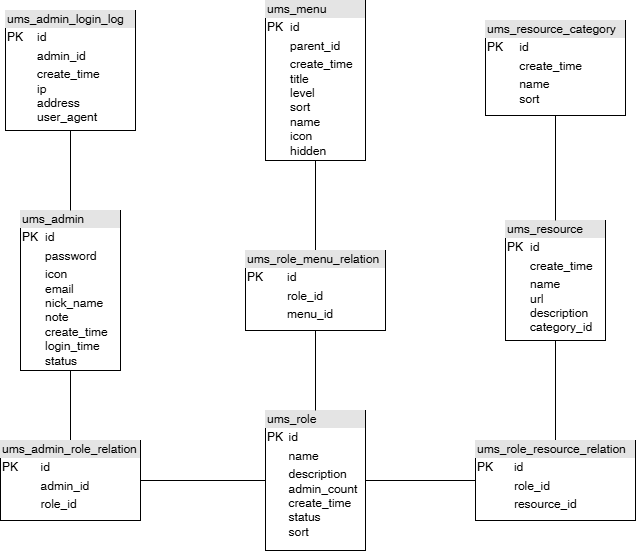 ums_admin_login_log
PK id
admin_id
create_time
ip
address
user_agent
ums_menu
PK id
parent_id
create_time
title
level
sort
name
icon
hidden
ums_resource_category
PK id
create_time
name
sort
ums_admin
PK id
password
icon
email
nick_name
note
create_time
login_time
status
ums_role_menu_relation
PK id
role_id
menu_id
ums_resource
PK id
create_time
name
url
description
category_id
ums_admin_role_relation
PK id
admin_id
role_id
ums_role
PK id
name
description
admin_count
create_time
status
sort
ums_role_resource_relation
PK id
role_id
resource_id